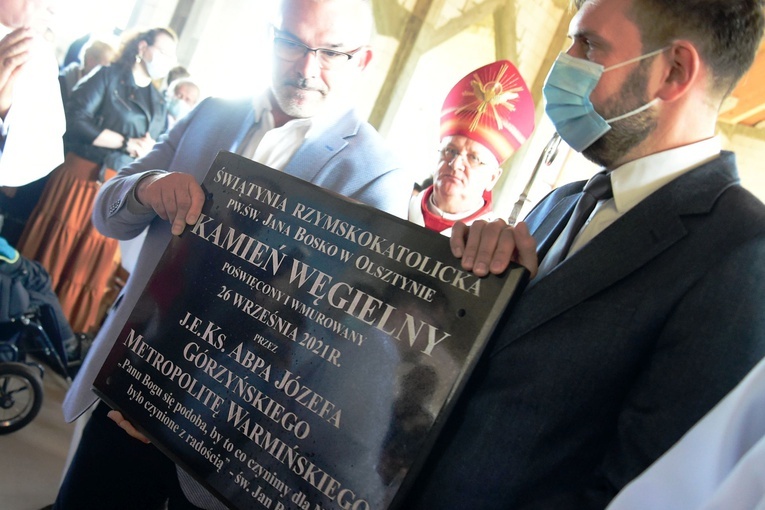 ŚWIĄTYNIA RZYMSKOKATOLICKA
PW.ŚW. JANA BOSKO W OLSZTYNIE
KAMIEŃ WĘGIELNY
POŚWIĘCONY I WMUROWANY
26 WRZEŚNIA 2021R.
PRZEZ
J.E.KS. ABPA JÓZEFA
GÓRZYŃSKIEGO
METROPOLITĘ WARMIŃSKIEGO
„Panu Bogu się podoba, by to co czynimy dla
było czynione z radością" - św. Jan